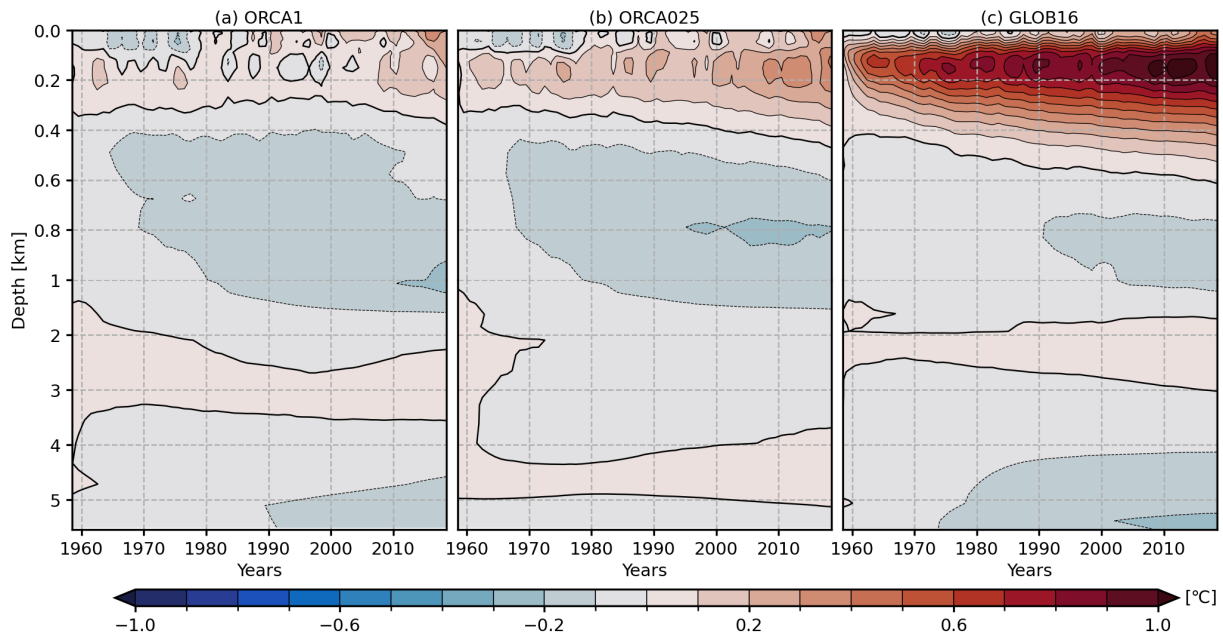 (a) ORCA1
(b) ORCA025
(c) GLOB16
0.0
0.2
0.4
0.6
0.8
1
2
3
4
5
Depth [km]
1960 1970 1980 1990 2000 2010
1960 1970 1980 1990 2000 2010
1960 1970 1980 1990 2000 2010
Years
Years
Years
−1.0 −0.6 −0.2 0.2 0.6 1.0
[°C]